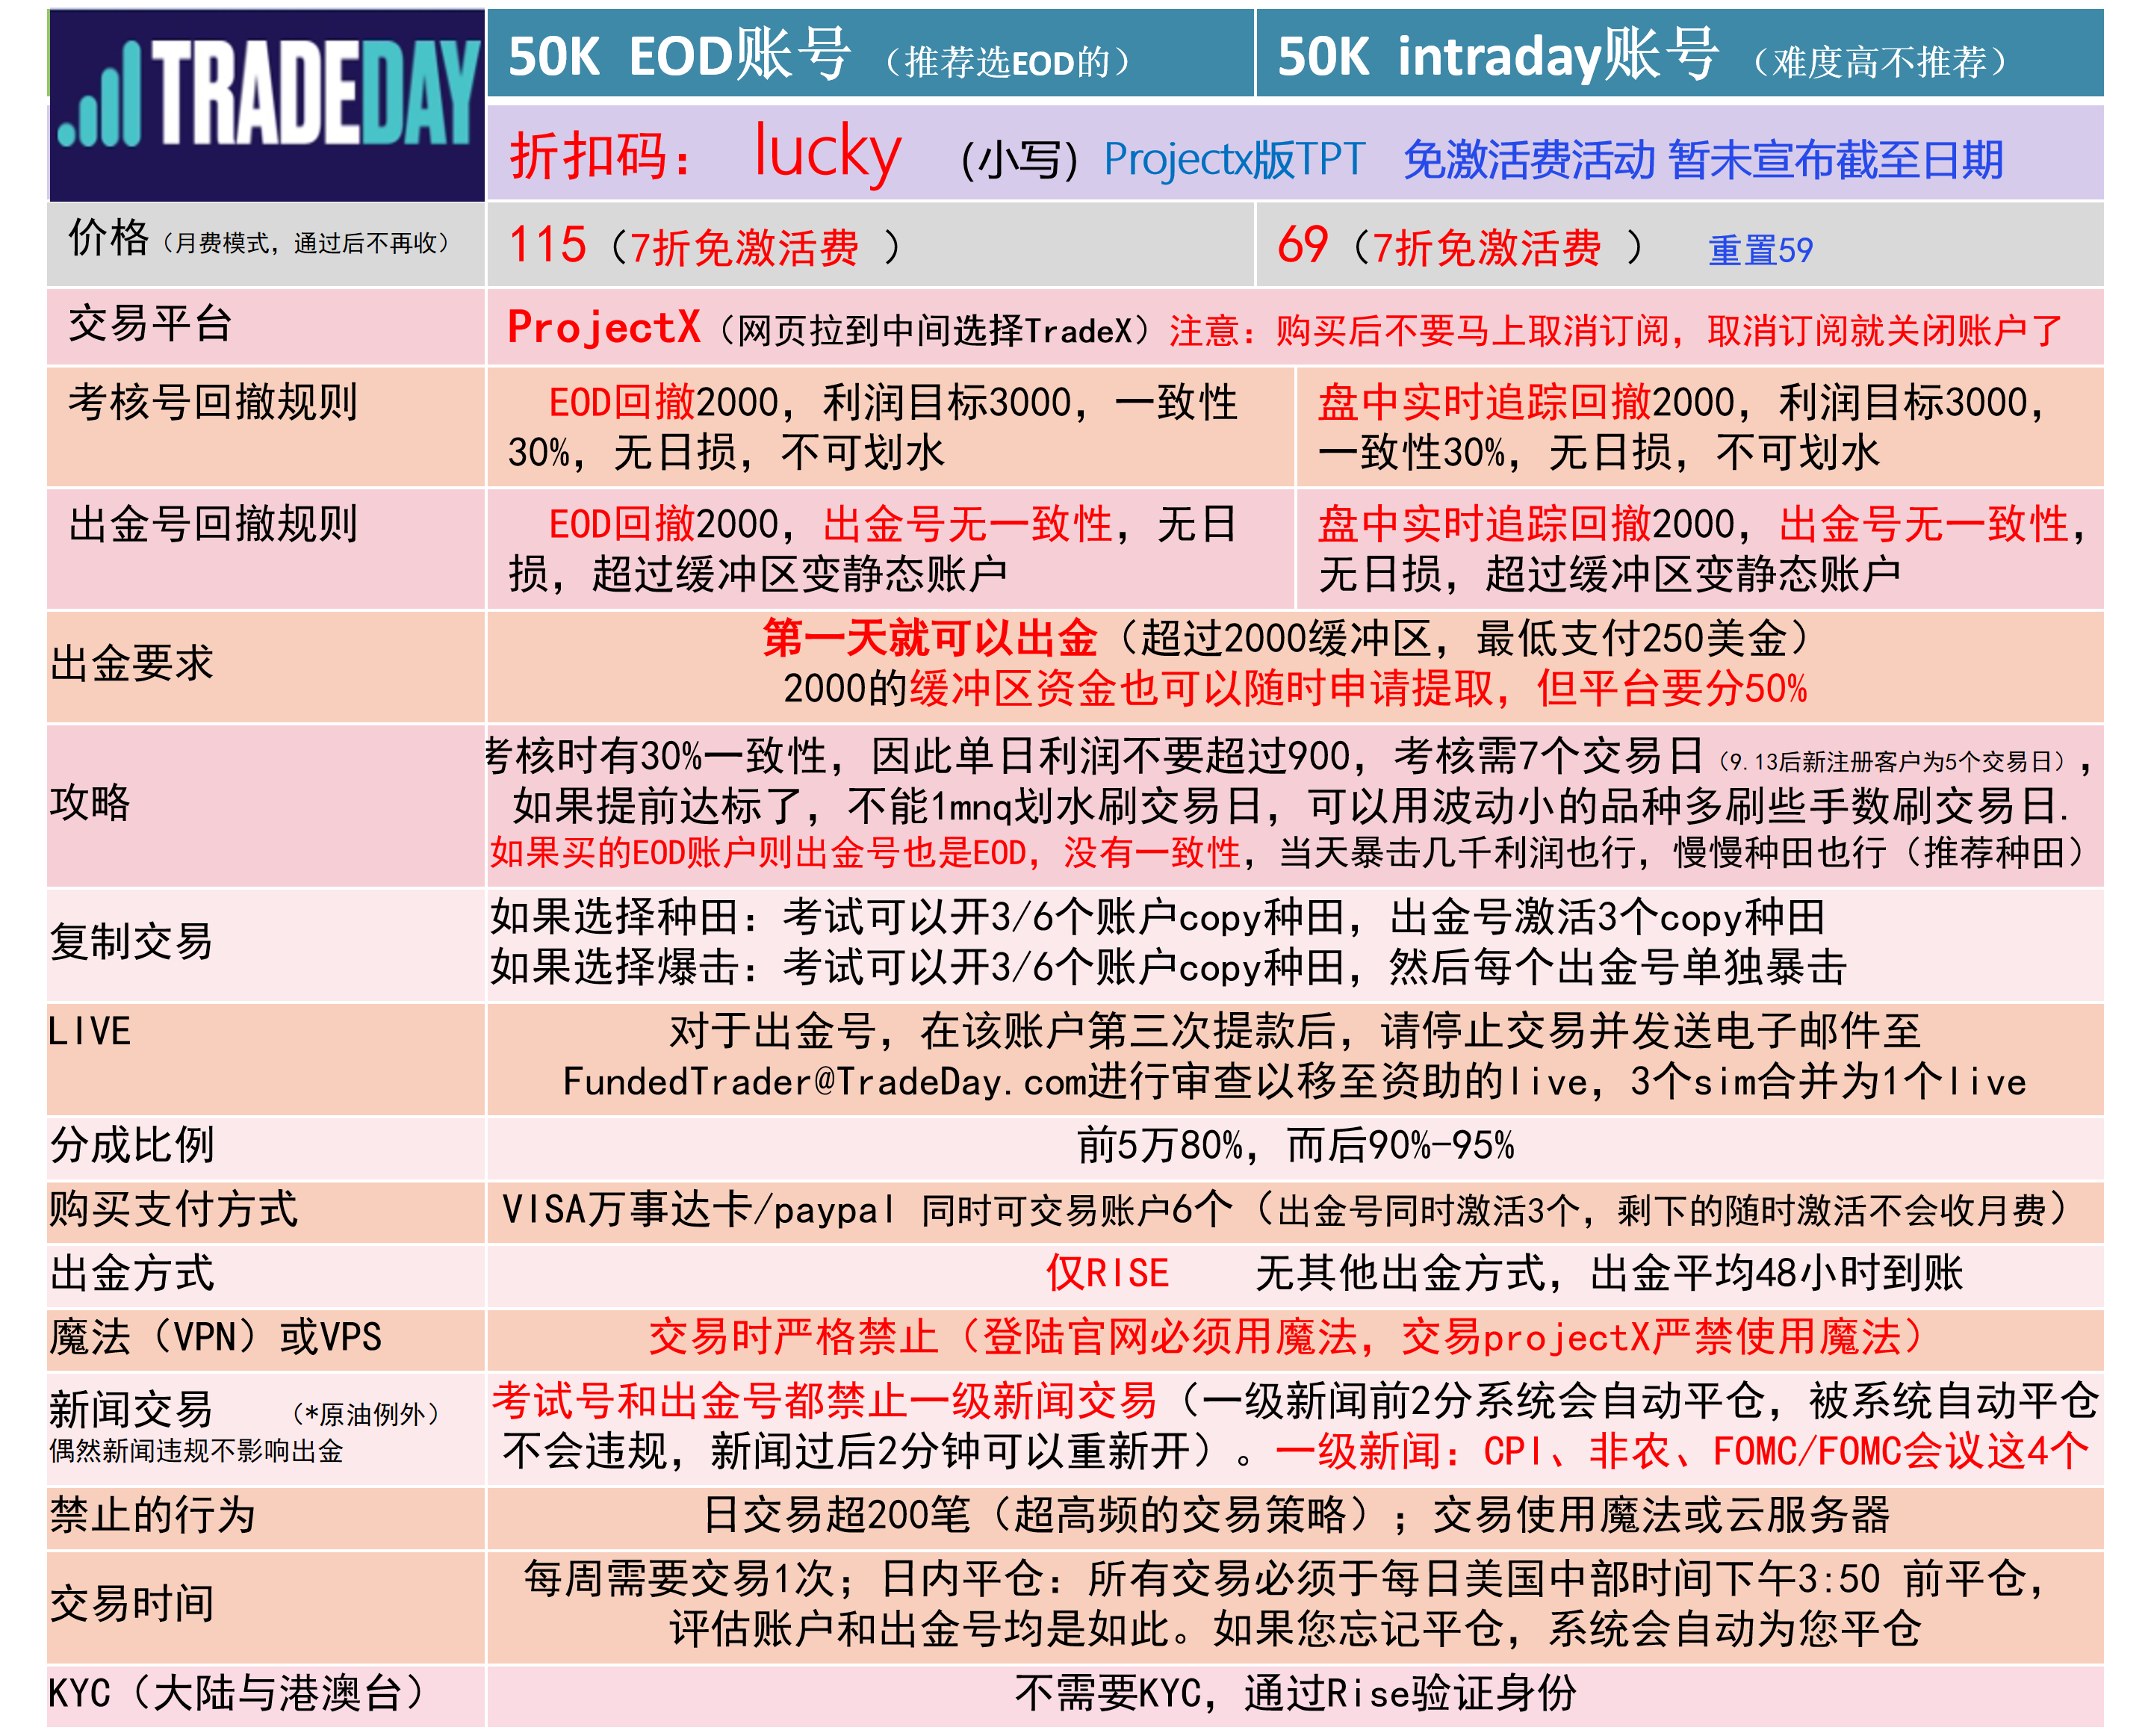 TRADEDAY
50K EOD账号 （推荐选EOD的）
50K intraday账号 （难度高不推荐）
折扣码： lucky (小写) Projectx版TPT 免激活费活动 暂未宣布截至日期
价格（月费模式，通过后不再收）
115（7折免激活费 ）
69（7折免激活费 ） 重置59
交易平台
ProjectX（网页拉到中间选择TradeX）注意：购买后不要马上取消订阅，取消订阅就关闭账户了
考核号回撤规则
EOD回撤2000，利润目标3000，一致性
30%，无日损，不可划水
盘中实时追踪回撤2000，利润目标3000，
一致性30%，无日损，不可划水
出金号回撤规则
EOD回撤2000，出金号无一致性，无日
损，超过缓冲区变静态账户
盘中实时追踪回撤2000，出金号无一致性，
无日损，超过缓冲区变静态账户
出金要求
第一天就可以出金（超过2000缓冲区，最低支付250美金）
2000的缓冲区资金也可以随时申请提取，但平台要分50%
攻略
考核时有30%一致性，因此单日利润不要超过900，考核需7个交易日（9.13后新注册客户为5个交易日），
如果提前达标了，不能1mnq划水刷交易日，可以用波动小的品种多刷些手数刷交易日.
如果买的EOD账户则出金号也是EOD，没有一致性，当天暴击几千利润也行，慢慢种田也行（推荐种田）
复制交易
如果选择种田：考试可以开3/6个账户copy种田，出金号激活3个copy种田
如果选择爆击：考试可以开3/6个账户copy种田，然后每个出金号单独暴击
LIVE
对于出金号，在该账户第三次提款后，请停止交易并发送电子邮件至
FundedTrader@TradeDay.com进行审查以移至资助的live，3个sim合并为1个live
分成比例
前5万80%，而后90%-95%
购买支付方式
VISA万事达卡/paypal 同时可交易账户6个（出金号同时激活3个，剩下的随时激活不会收月费）
出金方式
仅RISE 无其他出金方式，出金平均48小时到账
魔法（VPN）或VPS
交易时严格禁止（登陆官网必须用魔法，交易projectX严禁使用魔法）
新闻交易 （*原油例外）
偶然新闻违规不影响出金
考试号和出金号都禁止一级新闻交易（一级新闻前2分系统会自动平仓，被系统自动平仓
不会违规，新闻过后2分钟可以重新开）。一级新闻：CPI、非农、FOMC/FOMC会议这4个
禁止的行为
日交易超200笔（超高频的交易策略）；交易使用魔法或云服务器
交易时间
每周需要交易1次；日内平仓：所有交易必须于每日美国中部时间下午3:50 前平仓，
评估账户和出金号均是如此。如果您忘记平仓，系统会自动为您平仓
KYC（大陆与港澳台）
不需要KYC，通过Rise验证身份